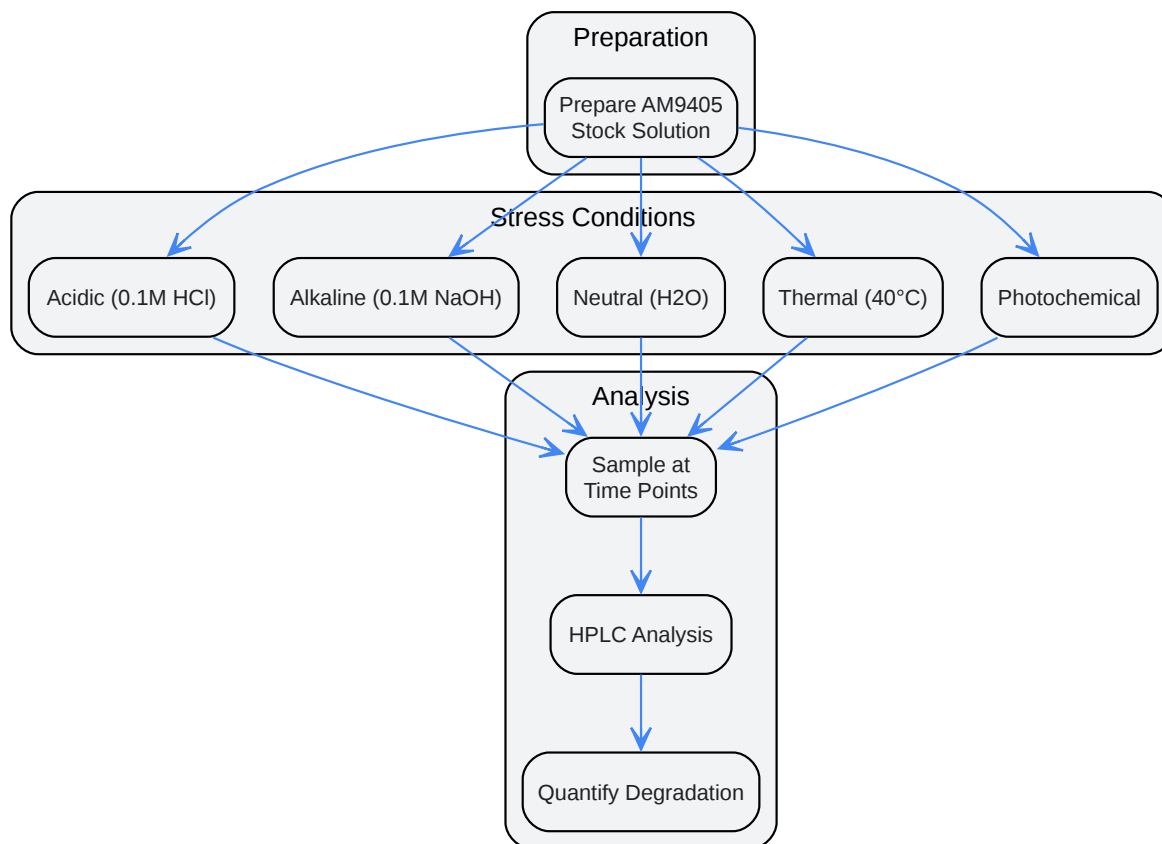 Preparation
Prepare AM9405
Stock Solution
Stress Conditions
Acidic (0.1M HCl)
Alkaline (0.1M NaOH)
Neutral (H2O)
Thermal (40°C)
Photochemical
Analysis
Sample at
Time Points
HPLC Analysis
Quantify Degradation